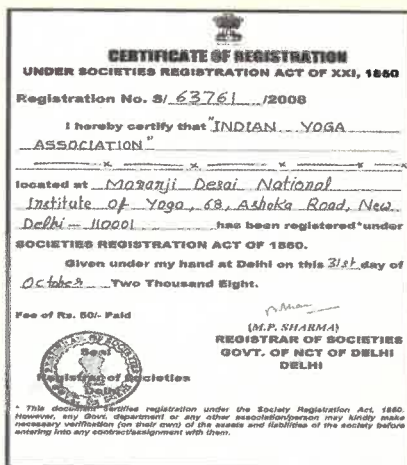 CERTIFICATE OF REGISTRATION
UNDER SOCIETIES REGISTRATION ACT OF XXI, 1860
Registration No. S/ 63761 /2008
I hereby certify that "INDIAN YOGA
ASSOCIATION"
x x x x
located at Moranji Desai National
Institute of Yoga, 68, Ashoka Road, New
Delhi - 110001 has been registered*under
SOCIETIES REGISTRATION ACT OF 1860.
Given under my hand at Delhi on this 31st day of
October Two Thousand Eight.
Fee of Rs. 50/- Paid
(M.P. SHARMA)
REGISTRAR OF SOCIETIES
GOVT. OF NCT OF DELHI
DELHI
Seal
Registrar of Societies
Delhi
* This document certifies registration under the Society Registration Act, 1860.
However, any Govt. department or any other association/person may kindly make
necessary verification (on their own) of the assets and liabilities of the society before
entering into any contract/assignment with them.